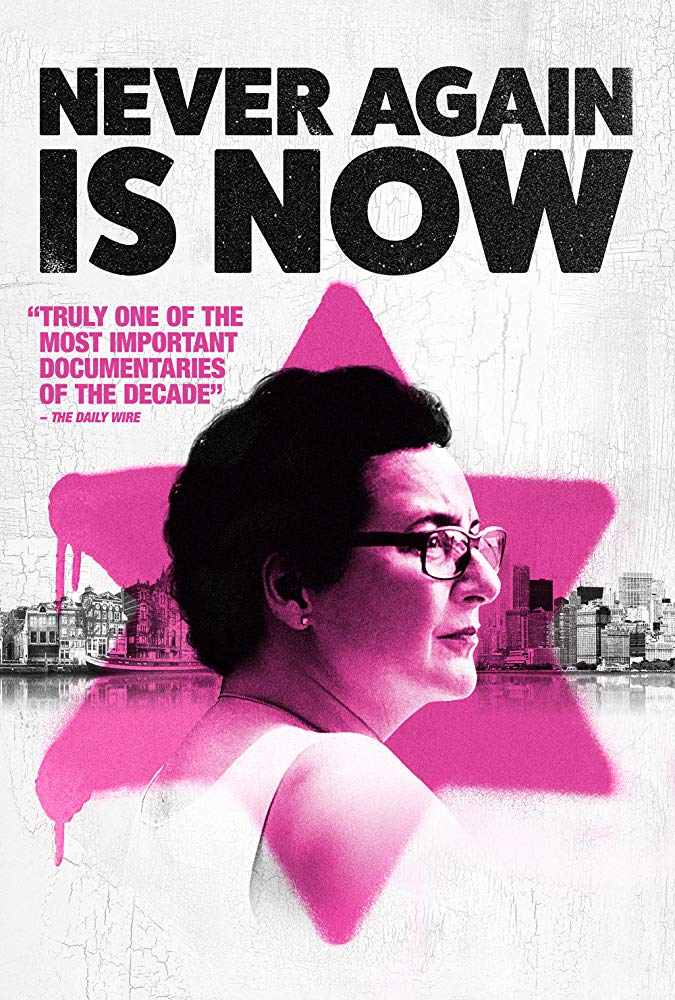 NEVER AGAIN
IS NOW
“TRULY ONE OF THE
MOST IMPORTANT
DOCUMENTARIES
OF THE DECADE”
– THE DAILY WIRE